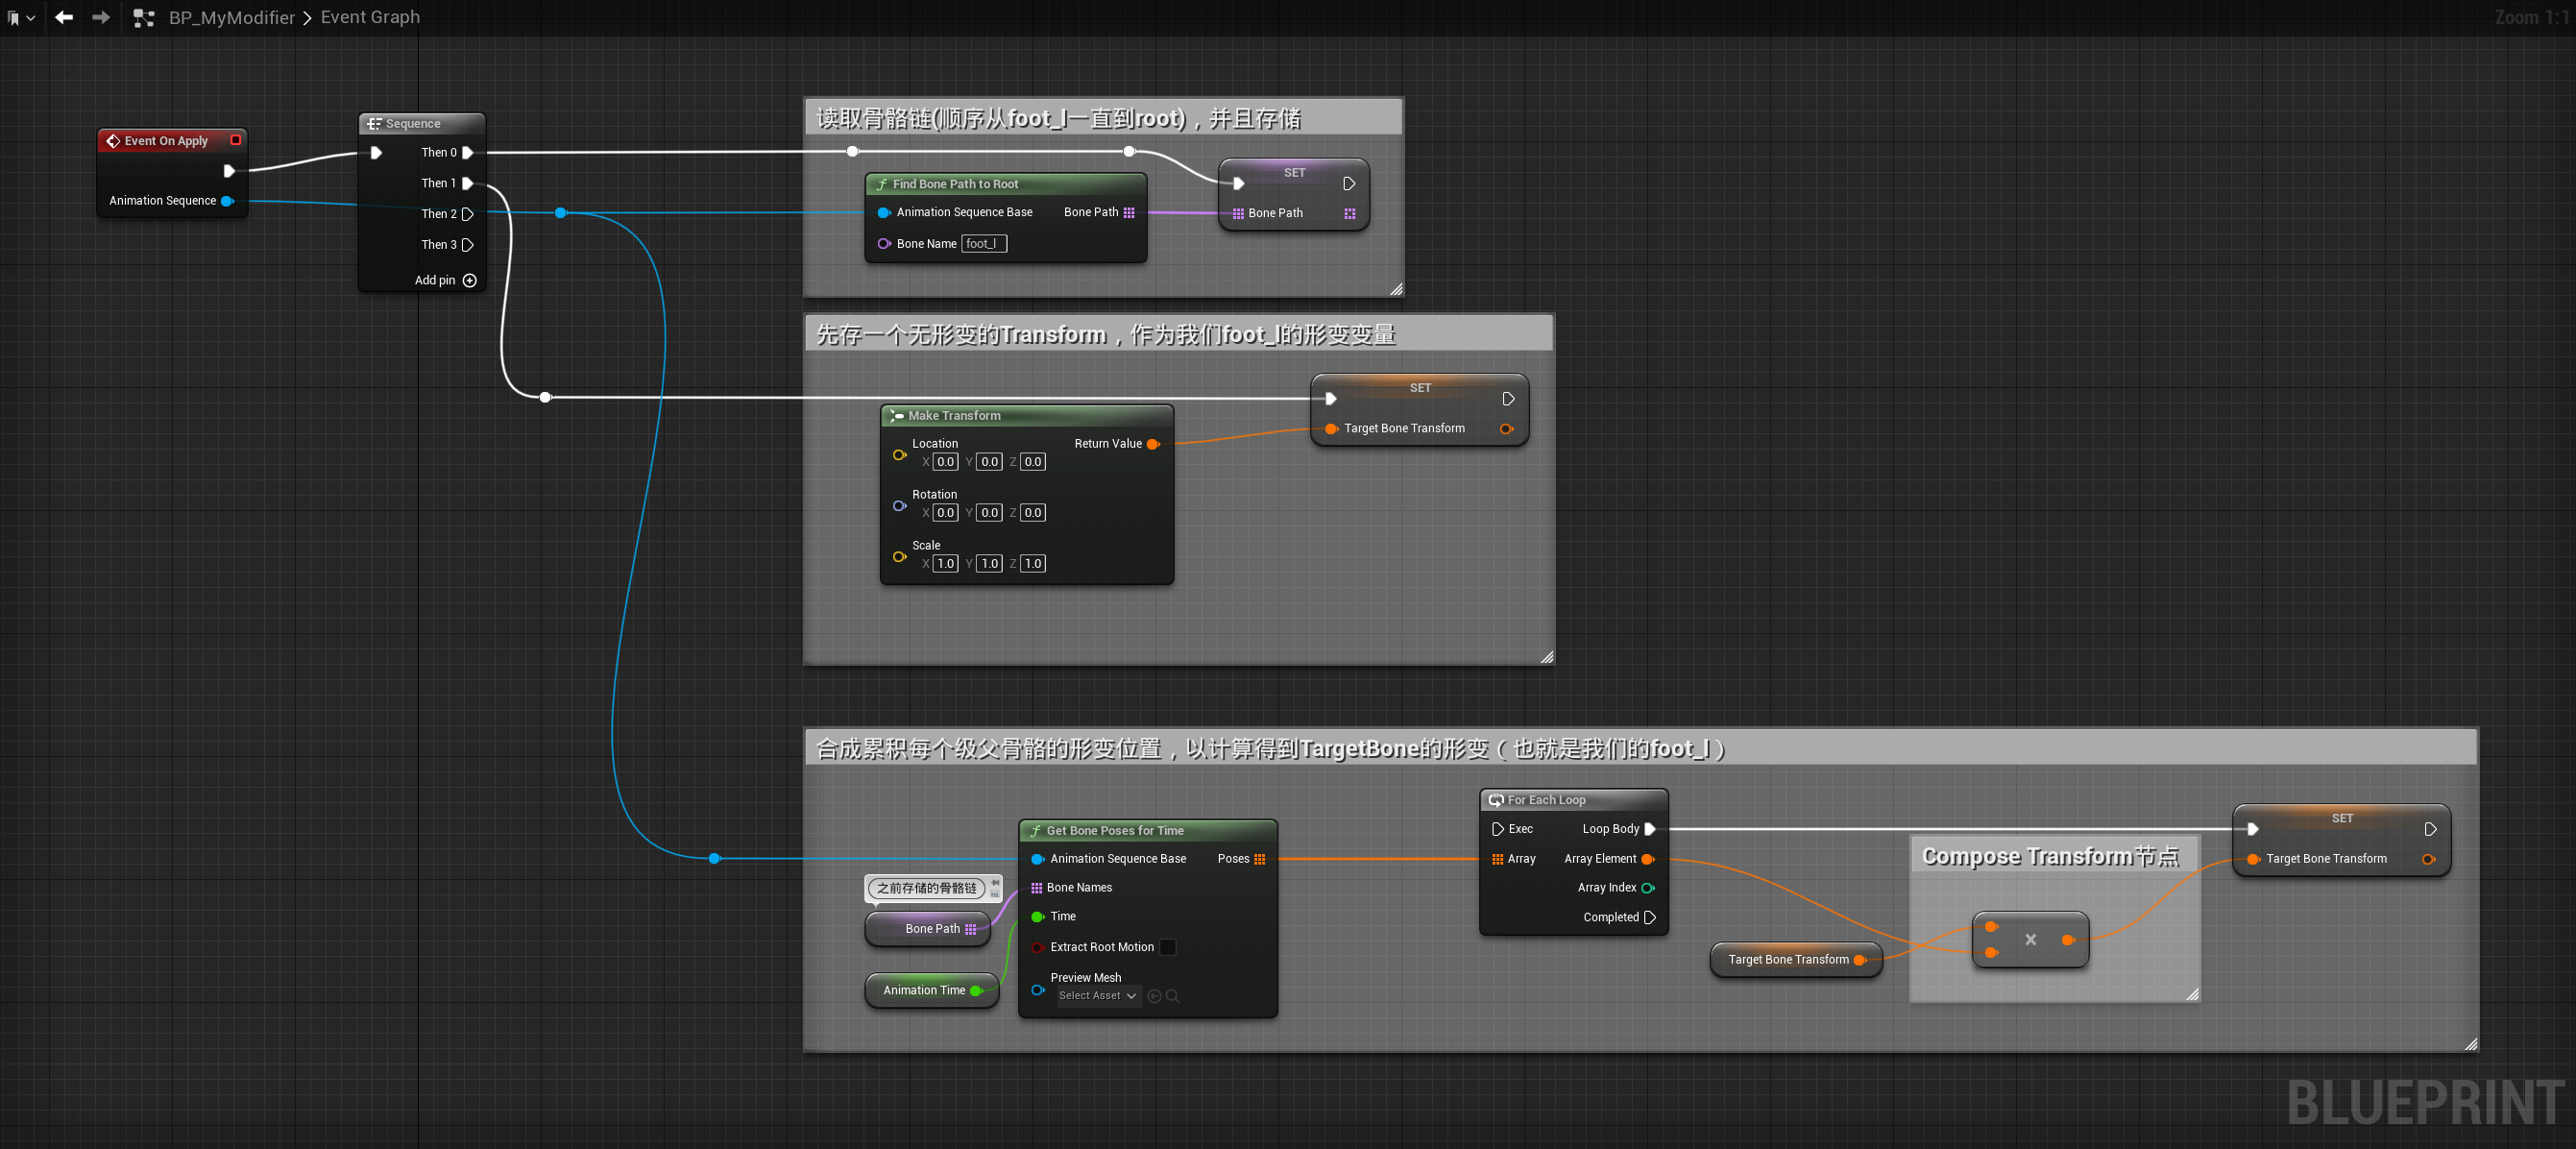 BP_MyModifier > Event Graph
Zoom 1:1
Event On Apply
Animation Sequence
Sequence
Then 0
Then 1
Then 2
Then 3
Add pin
读取骨骼链(顺序从foot_l一直到root)，并且存储
Find Bone Path to Root
Animation Sequence Base
Bone Path
Bone Name
foot_l
SET
Bone Path
先存一个无形变的Transform，作为我们foot_l的形变变量
Make Transform
Location
Return Value
X 0.0 Y 0.0 Z 0.0
Rotation
X 0.0 Y 0.0 Z 0.0
Scale
X 1.0 Y 1.0 Z 1.0
SET
Target Bone Transform
合成累积每个级父骨骼的形变位置，以计算得到TargetBone的形变（也就是我们的foot_l）
Get Bone Poses for Time
Animation Sequence Base
Poses
Bone Names
Time
Extract Root Motion
Preview Mesh
Select Asset
之前存储的骨骼链
Bone Path
Animation Time
For Each Loop
Exec
Loop Body
Array
Array Element
Array Index
Completed
Target Bone Transform
Compose Transform节点
×
SET
Target Bone Transform
BLUEPRINT